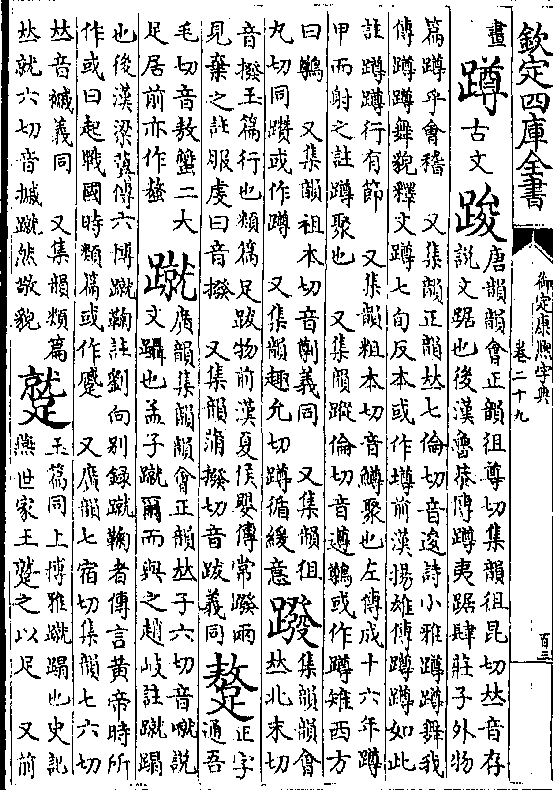 欽定四庫全書
御定康熙字典
卷二十九
百三
畫
蹲
古文
踆
唐韻韻會正韻徂尊切集韻徂昆切𠀤音存
說文踞也後漢魯恭傳蹲夷踞肆莊子外物
篇蹲乎會稽 又集韻正韻𠀤七倫切音逡詩小雅蹲蹲舞我
傳蹲蹲舞貌釋文蹲七旬反本或作墫前漢揚雄傳蹲蹲如此
註蹲蹲行有節 又集韻粗本切音鱒聚也左傳成十六年蹲
甲而射之註蹲聚也 又集韻蹤倫切音遵鷷或作蹲雉西方
曰鷷 又集韻祖本切音劕義同 又集韻徂
九切同躦或作蹲 又集韻趣允切蹲循緩意
蹳
集韻韻會
𠀤北末切
音撥玉篇行也類篇足跋物前漢夏侯嬰傳常蹳兩
見棄之註服虔曰音撥 又集韻蒲撥切音跋義同
正字
通吾
毛切音敖蟹二大
足居前亦作螯
蹴
廣韻集韻韻會正韻𠀤子六切音噈說
文躡也孟子蹴爾而與之趙岐註蹴蹋
也後漢梁冀傳六博蹴鞠註劉向別録蹴鞠者傳言黃帝時所
作或曰起戰國時類篇或作蹙 又廣韻七宿切集韻七六切
𠀤音摵義同 又集韻類篇
𠀤就六切音摵蹴然敬貌
蹵
玉篇同上博雅蹴蹋也史記
燕世家王蹵之以足 又前